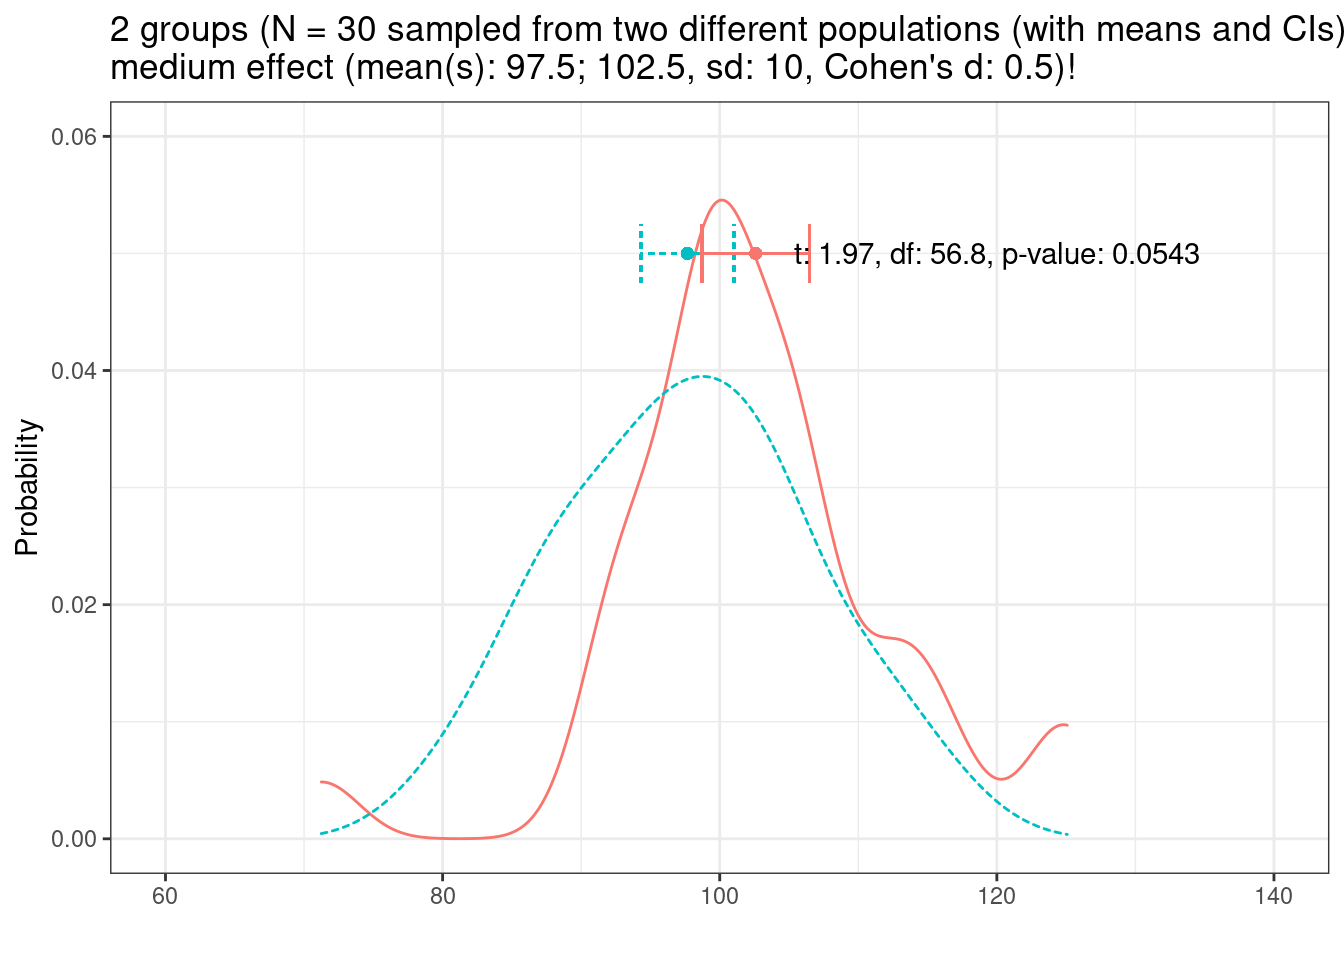 2 groups (N = 30 sampled from two different populations (with means and CIs)
medium effect (mean(s): 97.5; 102.5, sd: 10, Cohen's d: 0.5)!
0.06
t: 1.97, df: 56.8, p-value: 0.0543
0.04
Probability
0.02
0.00
60 80 100 120 140